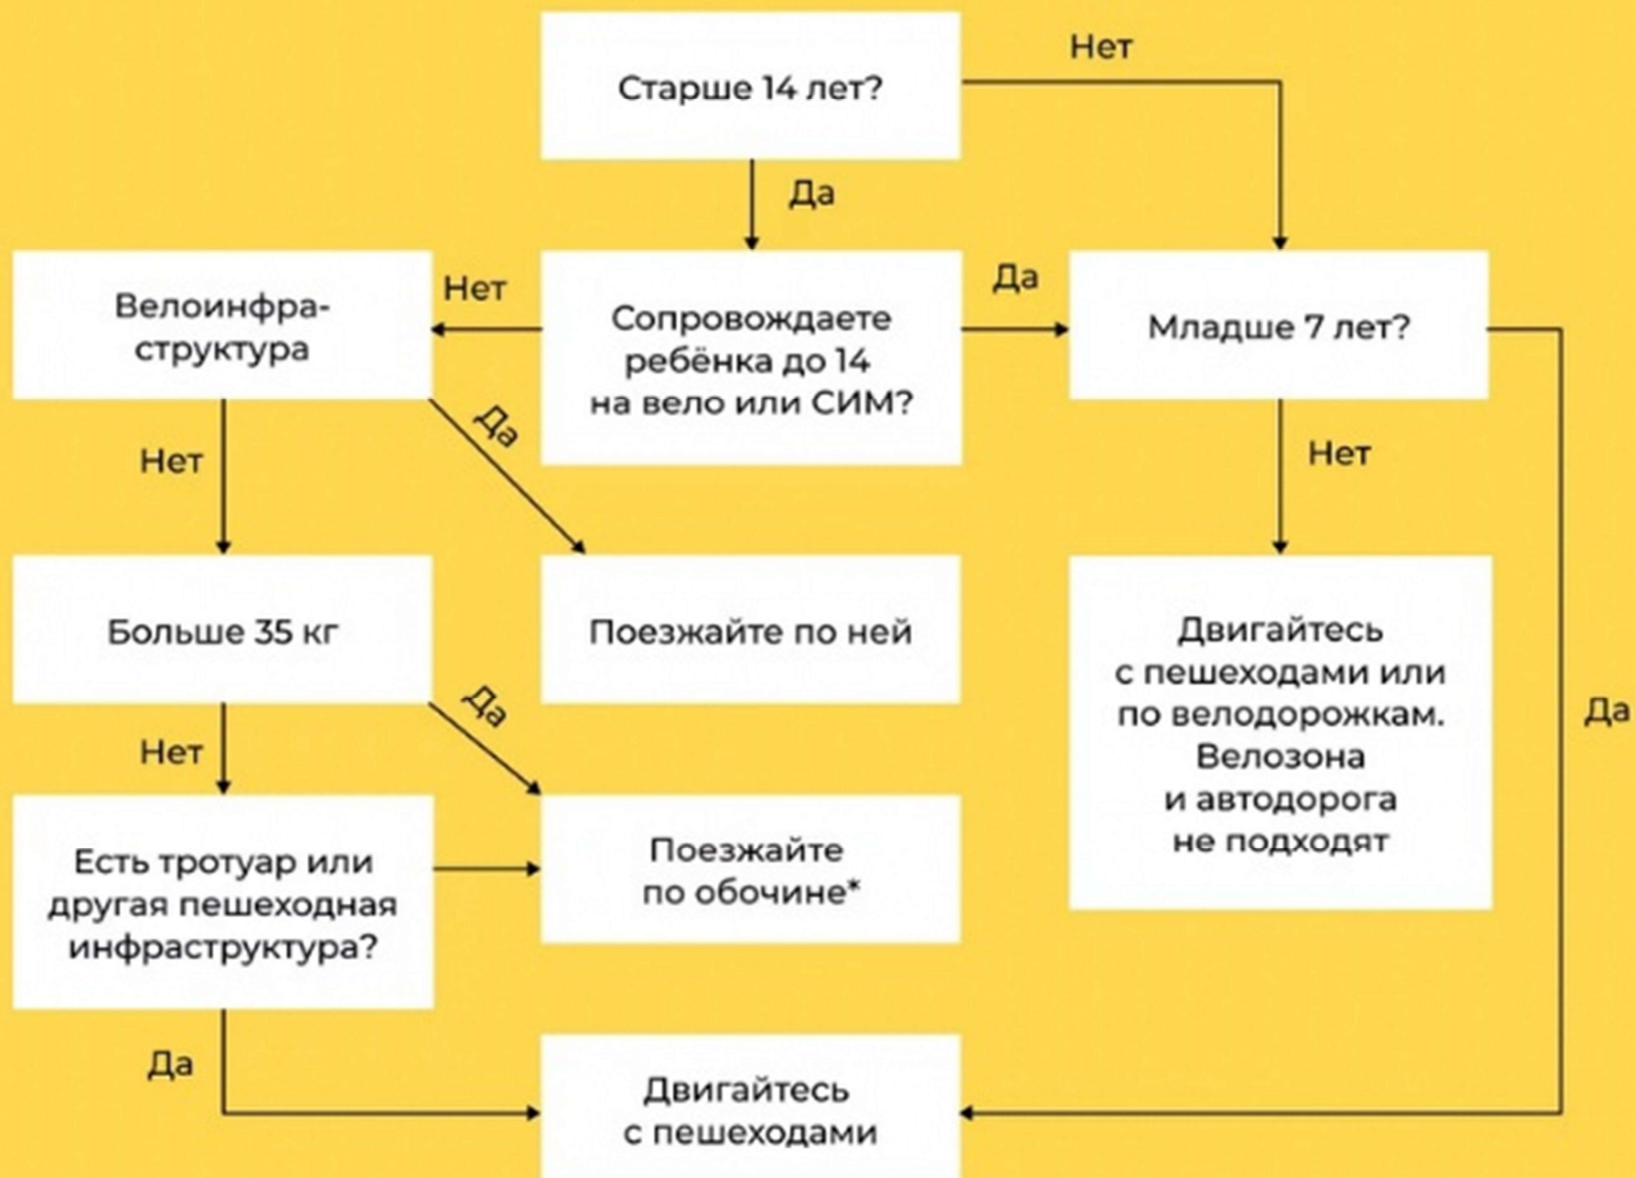 Нет
Старше 14 лет?
Да
Велоинфра-
структура
Нет
Сопровождаете
ребёнка до 14
на вело или СИМ?
Да
Младше 7 лет?
Да
Нет
Нет
Больше 35 кг
Поезжайте по ней
Двигайтесь
с пешеходами или
по велодорожкам.
Велозона
и автодорога
не подходят
Да
Да
Нет
Есть тротуар или
другая пешеходная
инфраструктура?
Поезжайте
по обочине*
Да
Двигайтесь
с пешеходами